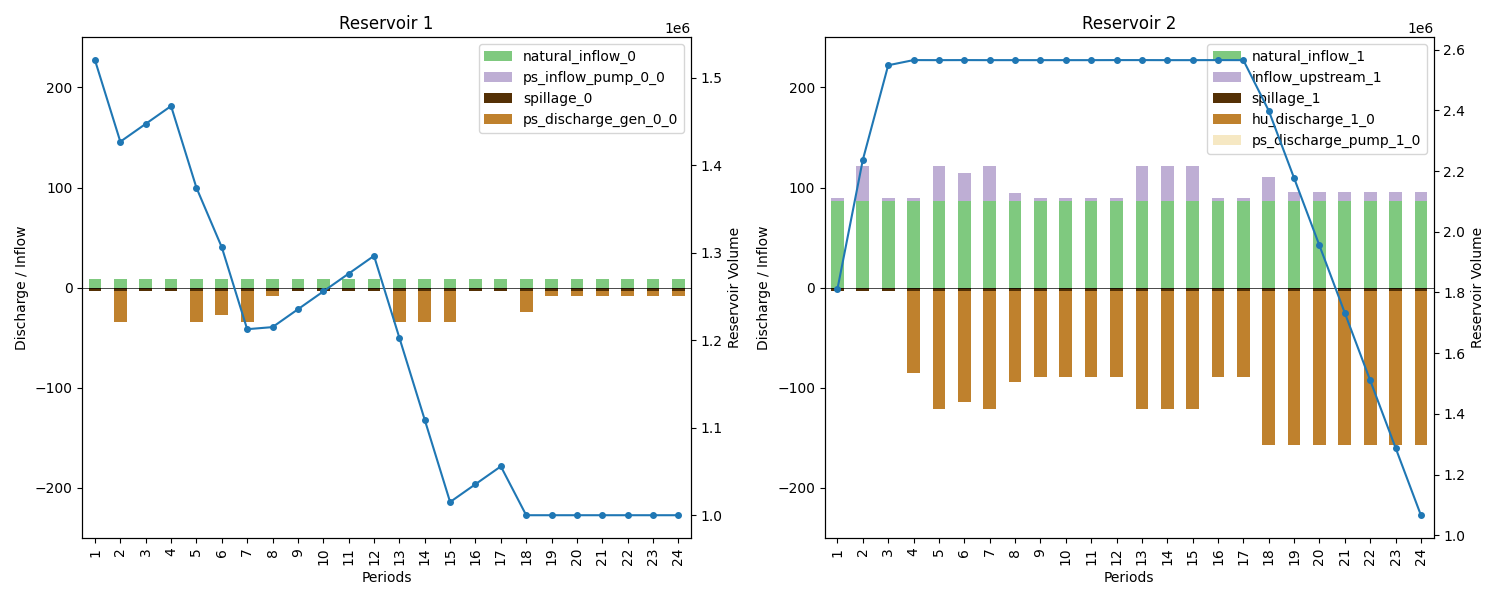 Reservoir 1
1e6
natural_inflow_0
ps_inflow_pump_0_0
spillage_0
ps_discharge_gen_0_0
200
100
0
−100
−200
Discharge / Inflow
1.5
1.4
1.3
1.2
1.1
1.0
Reservoir Volume
1 2 3 4 5 6 7 8 9 10 11 12 13 14 15 16 17 18 19 20 21 22 23 24
Periods
Reservoir 2
1e6
natural_inflow_1
inflow_upstream_1
spillage_1
hu_discharge_1_0
ps_discharge_pump_1_0
200
100
0
−100
−200
Discharge / Inflow
2.6
2.4
2.2
2.0
1.8
1.6
1.4
1.2
1.0
Reservoir Volume
1 2 3 4 5 6 7 8 9 10 11 12 13 14 15 16 17 18 19 20 21 22 23 24
Periods